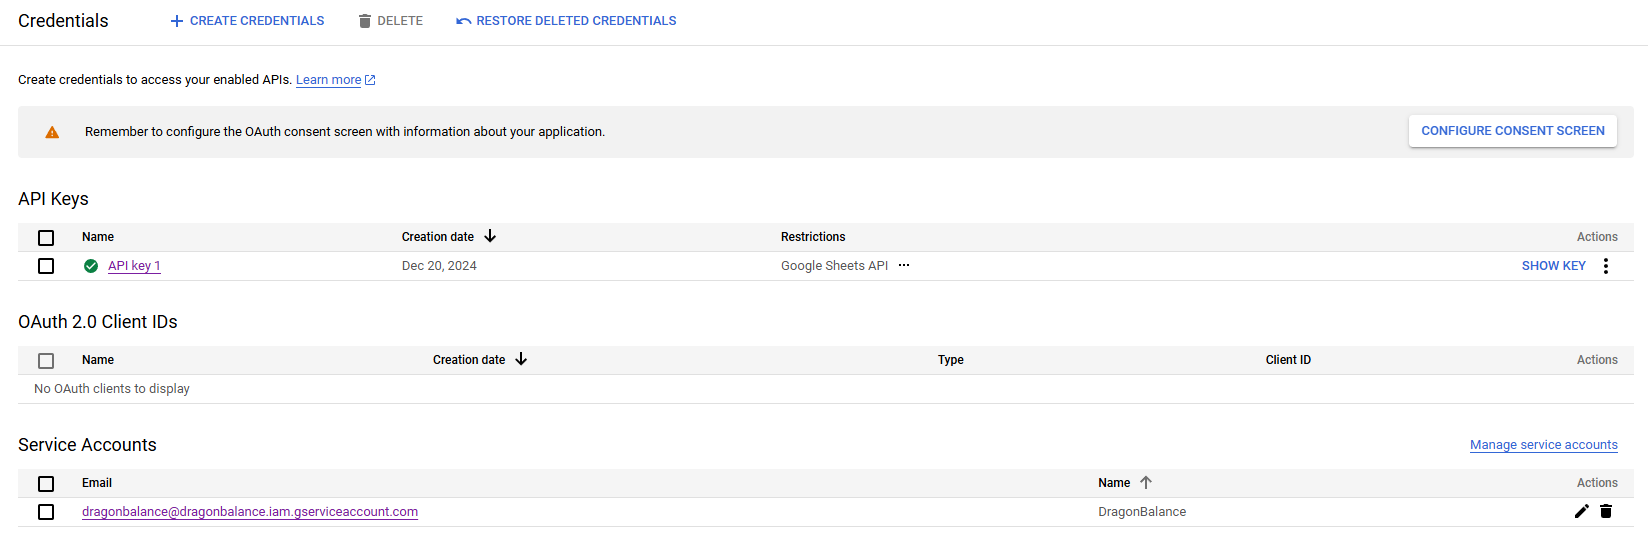 Credentials
CREATE CREDENTIALS
DELETE
RESTORE DELETED CREDENTIALS
Create credentials to access your enabled APIs. Learn more
Remember to configure the OAuth consent screen with information about your application.
CONFIGURE CONSENT SCREEN
API Keys
Name Creation date Restrictions Actions
API key 1 Dec 20, 2024 Google Sheets API ... SHOW KEY
OAuth 2.0 Client IDs
Name Creation date Type Client ID Actions
No OAuth clients to display
Service Accounts
Manage service accounts
Email Name Actions
dragonbalance@dragonbalance.iam.gserviceaccount.com DragonBalance